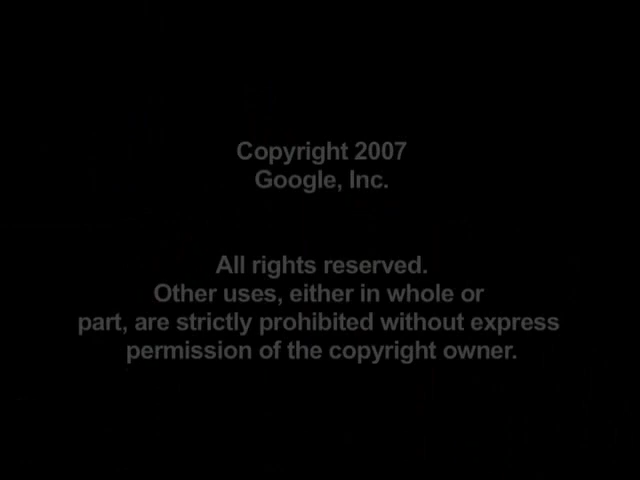 Copyright 2007
Google, Inc.
All rights reserved.
Other uses, either in whole or
part, are strictly prohibited without express
permission of the copyright owner.